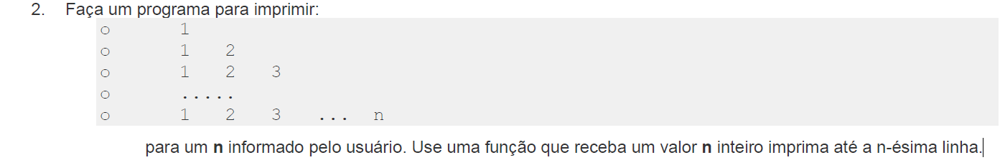 2. Faça um programa para imprimir:
○ 1
○ 1 2
○ 1 2 3
○ .....
○ 1 2 3 ... n
para um n informado pelo usuário. Use uma função que receba um valor n inteiro imprima até a n-ésima linha.